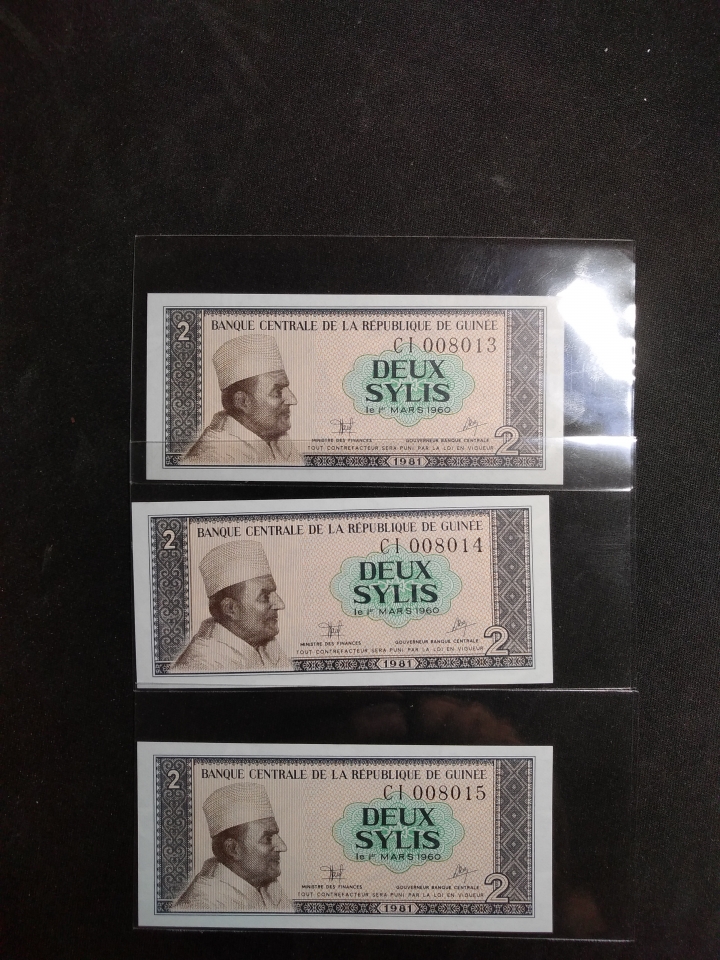 2
BANQUE CENTRALE DE LA RÉPUBLIQUE DE GUINÉE
CI 008013
DEUX
SYLIS
le 1er MARS 1960
MINISTRE DES FINANCES GOUVERNEUR BANQUE CENTRALE
TOUT CONTREFACTEUR SERA PUNI PAR LA LOI EN VIGUEUR
2
1981
2
BANQUE CENTRALE DE LA RÉPUBLIQUE DE GUINÉE
CI 008014
DEUX
SYLIS
le 1er MARS 1960
MINISTRE DES FINANCES GOUVERNEUR BANQUE CENTRALE
TOUT CONTREFACTEUR SERA PUNI PAR LA LOI EN VIGUEUR
2
1981
2
BANQUE CENTRALE DE LA RÉPUBLIQUE DE GUINÉE
CI 008015
DEUX
SYLIS
le 1er MARS 1960
MINISTRE DES FINANCES GOUVERNEUR BANQUE CENTRALE
TOUT CONTREFACTEUR SERA PUNI PAR LA LOI EN VIGUEUR
2
1981